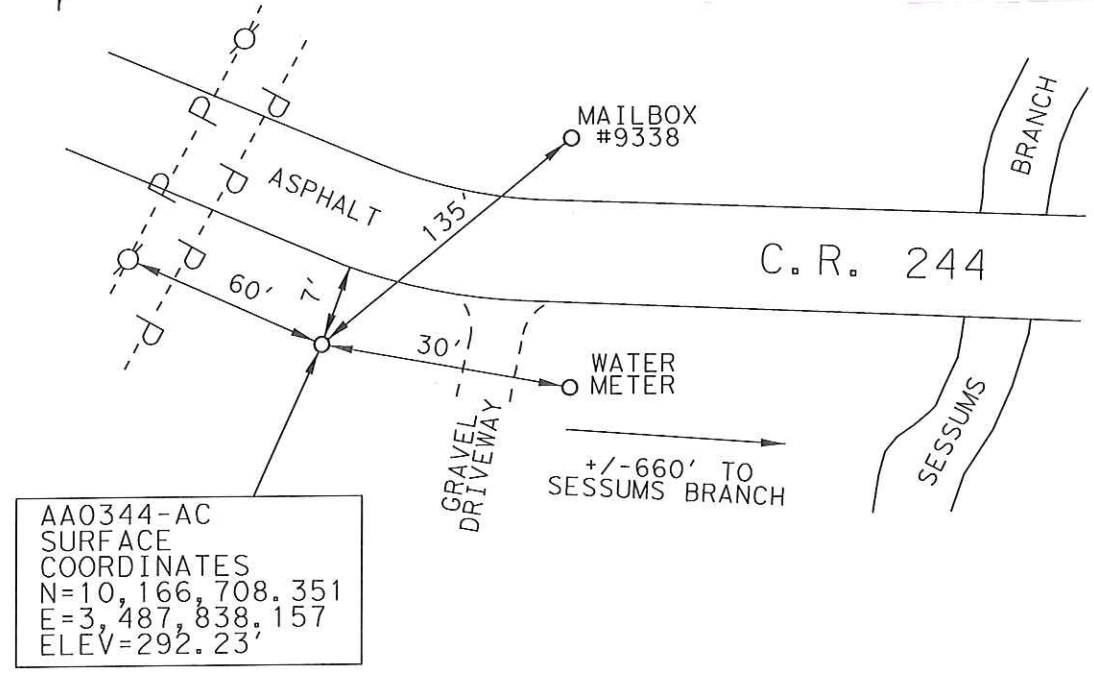 MAILBOX
#9338
BRANCH
P
P
P
P
P
P
P
ASPHALT
135'
C.R. 244
60'
7'
30'
WATER
METER
GRAVEL
DRIVEWAY
+/-660' TO
SESSUMS BRANCH
SESSUMS
AA0344-AC
SURFACE
COORDINATES
N=10,166,708.351
E=3,487,838.157
ELEV=292.23'